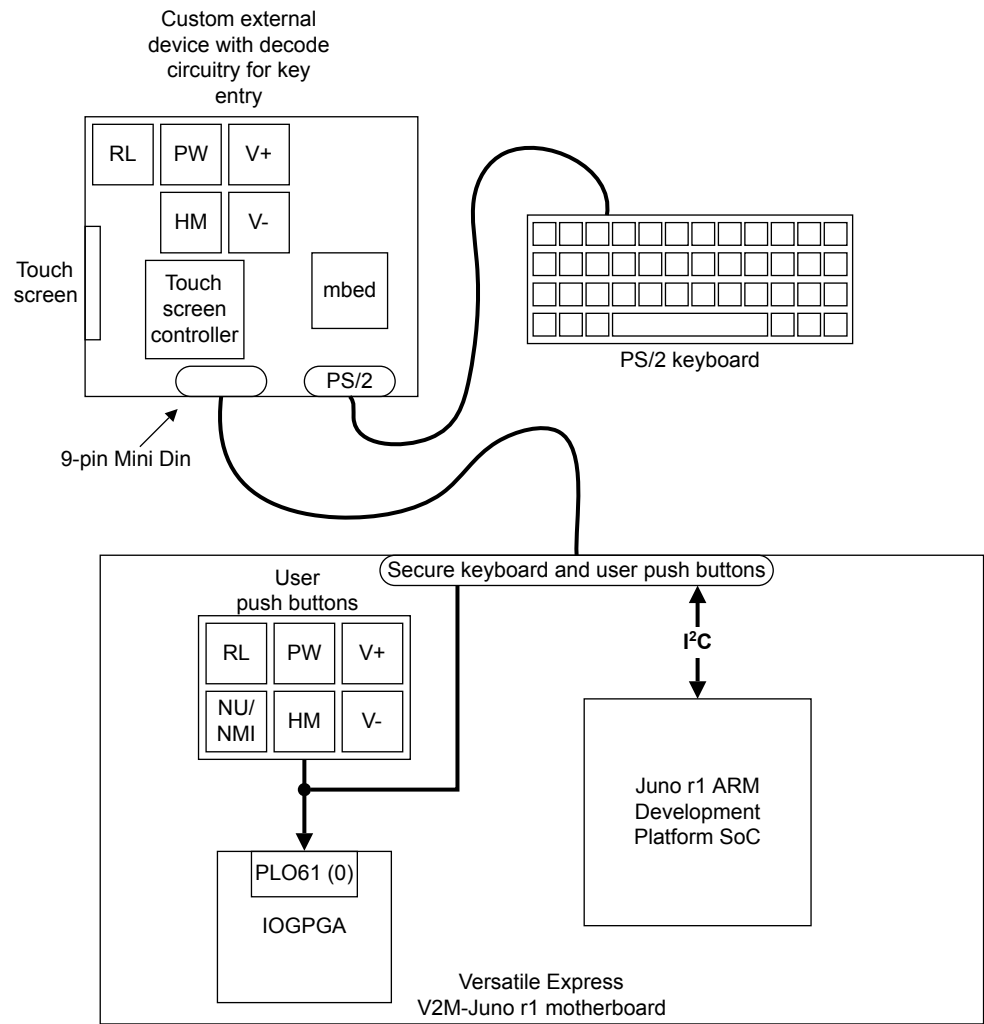 Custom external
device with decode
circuitry for key
entry
RL
PW
V+
HM
V-
Touch
screen
Touch
screen
controller
mbed
PS/2
9-pin Mini Din
PS/2 keyboard
Secure keyboard and user push buttons
User
push buttons
RL
PW
V+
NU/
NMI
HM
V-
I²C
Juno r1 ARM
Development
Platform SoC
PLO61 (0)
IOGPGA
Versatile Express
V2M-Juno r1 motherboard